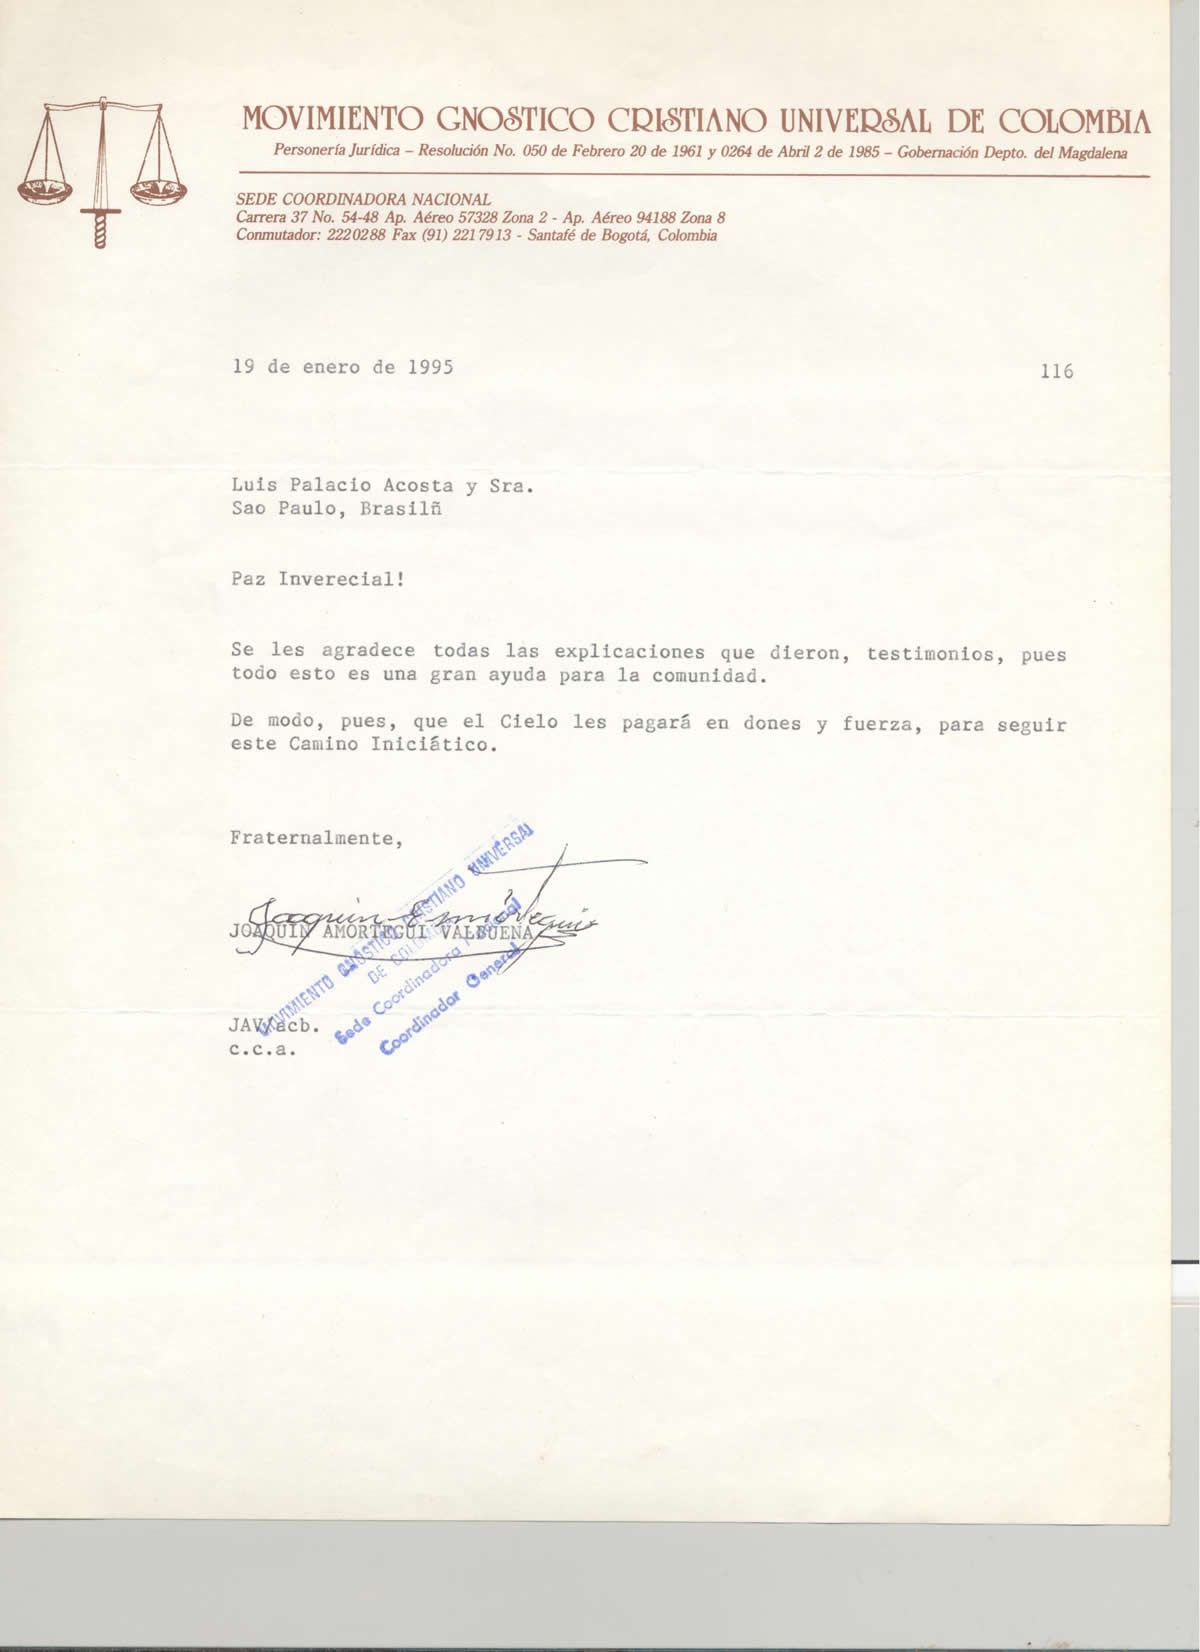 MOVIMIENTO GNOSTICO CRISTIANO UNIVERSAL DE COLOMBIA
Personería Jurídica – Resolución No. 050 de Febrero 20 de 1961 y 0264 de Abril 2 de 1985 – Gobernación Depto. del Magdalena
SEDE COORDINADORA NACIONAL
Carrera 37 No. 54-48 Ap. Aéreo 57328 Zona 2 - Ap. Aéreo 94188 Zona 8
Conmutador: 2220288 Fax (91) 2217913 - Santafé de Bogotá, Colombia
19 de enero de 1995 116
Luis Palacio Acosta y Sra.
Sao Paulo, Brasilñ
Paz Inverecial!
Se les agradece todas las explicaciones que dieron, testimonios, pues
todo esto es una gran ayuda para la comunidad.
De modo, pues, que el Cielo les pagará en dones y fuerza, para seguir
este Camino Iniciático.
Fraternalmente,
Joaquin
JOAQUIN AMORTEGUI VALBUENA
MOVIMIENTO GNOSTICO CRISTIANO UNIVERSAL
DE COLOMBIA
Sede Coordinadora Nacional
Coordinador General
JAV/acb.
c.c.a.